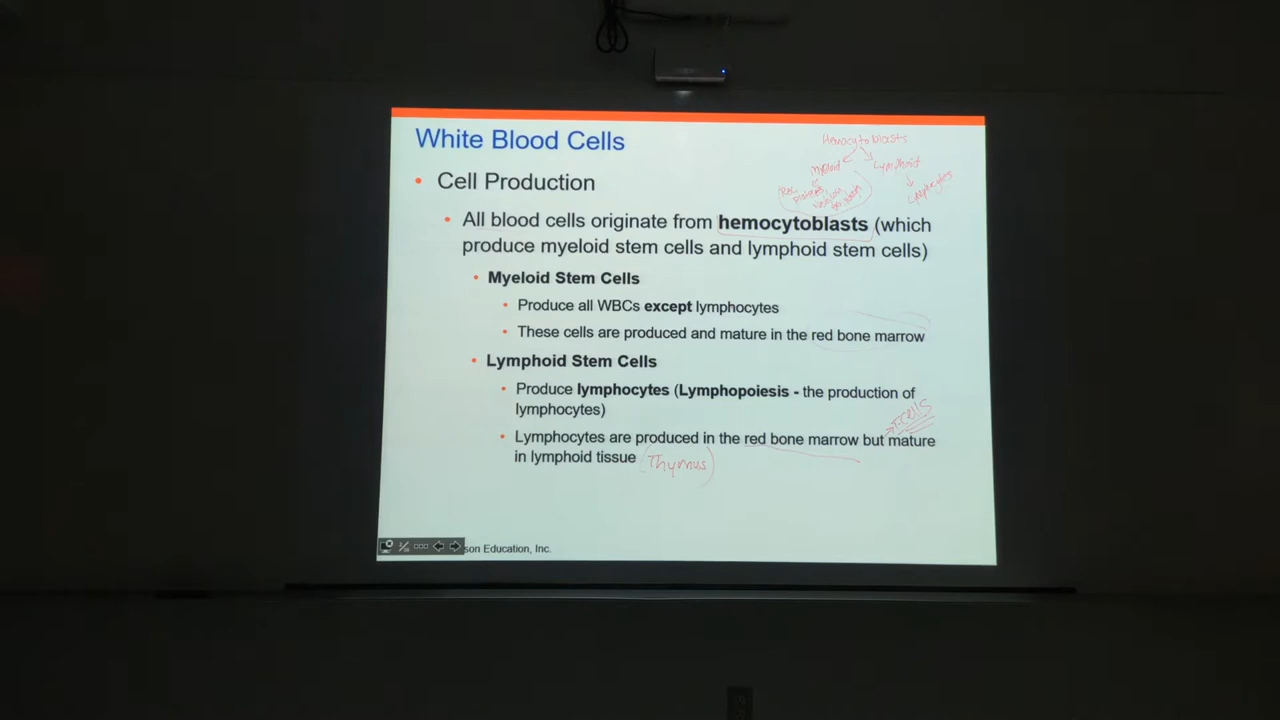 White Blood Cells
Hemocytoblasts
Myeloid Lymphoid
Lymphocytes
• Cell Production
• All blood cells originate from hemocytoblasts (which
produce myeloid stem cells and lymphoid stem cells)
• Myeloid Stem Cells
• Produce all WBCs except lymphocytes
• These cells are produced and mature in the red bone marrow
• Lymphoid Stem Cells
• Produce lymphocytes (Lymphopoiesis - the production of
lymphocytes)
T-cells
• Lymphocytes are produced in the red bone marrow but mature
in lymphoid tissue (Thymus)
son Education, Inc.